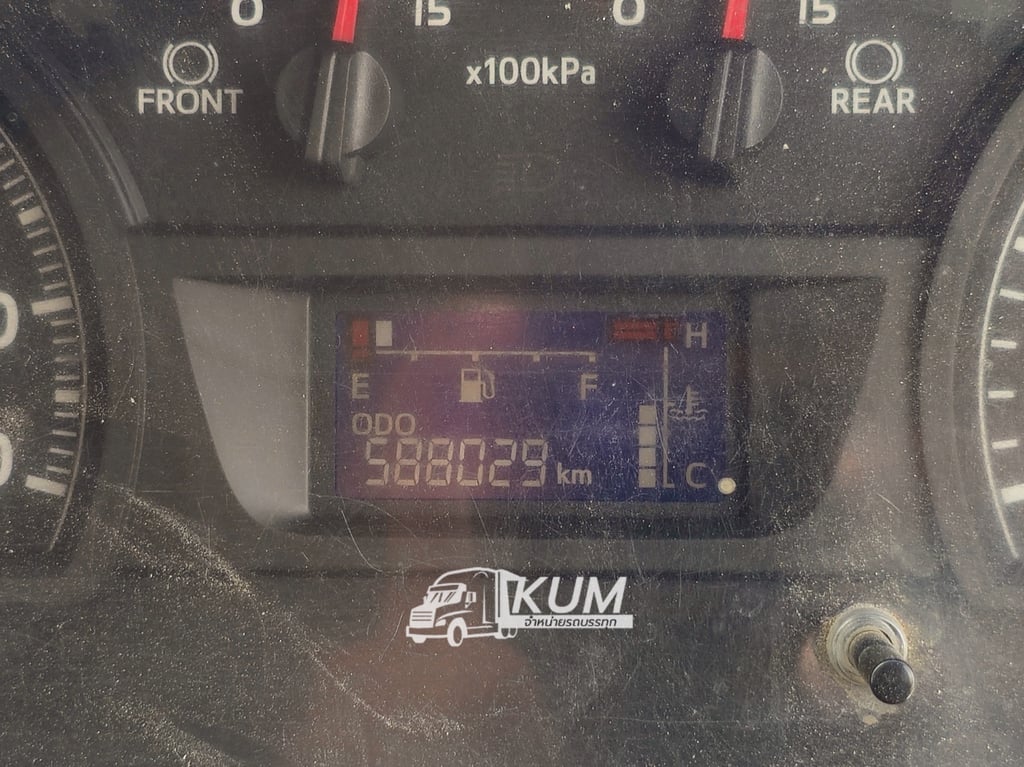 0 15 0 15
FRONT x100kPa REAR
H
E F
ODO
588029 km C
KUM
จำหน่ายรถบรรทุก